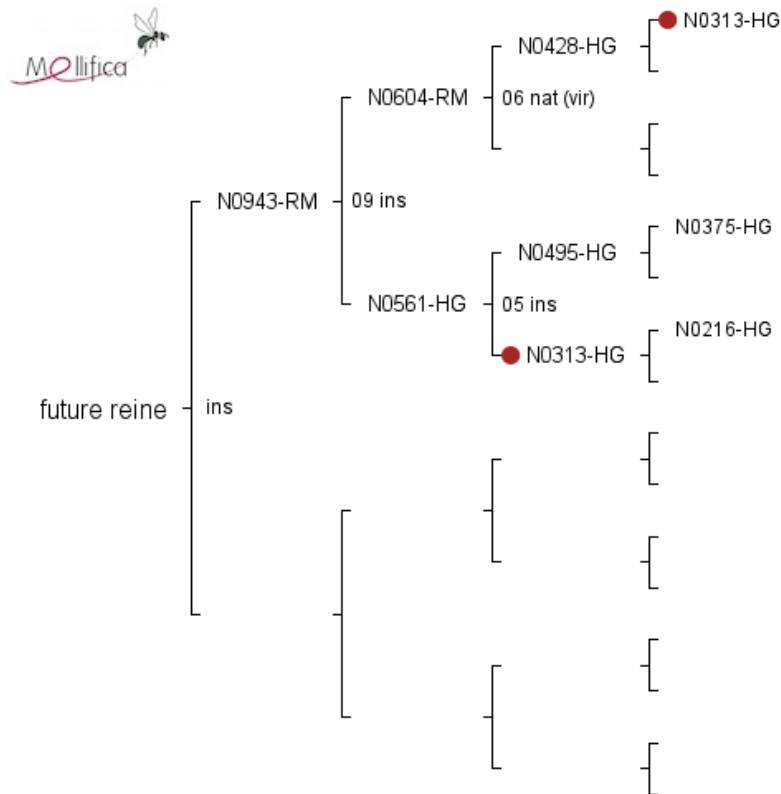 Mellifica
N0313-HG
N0428-HG
N0604-RM
06 nat (vir)
N0943-RM
09 ins
N0375-HG
N0495-HG
N0561-HG
05 ins
N0216-HG
N0313-HG
future reine
ins